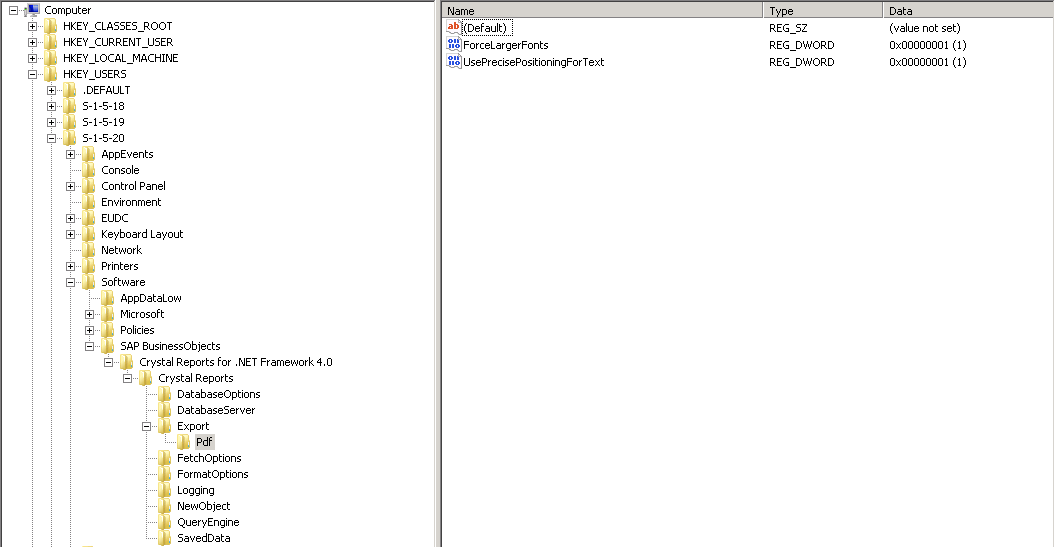 Computer
HKEY_CLASSES_ROOT
HKEY_CURRENT_USER
HKEY_LOCAL_MACHINE
HKEY_USERS
.DEFAULT
S-1-5-18
S-1-5-19
S-1-5-20
AppEvents
Console
Control Panel
Environment
EUDC
Keyboard Layout
Network
Printers
Software
AppDataLow
Microsoft
Policies
SAP BusinessObjects
Crystal Reports for .NET Framework 4.0
Crystal Reports
DatabaseOptions
DatabaseServer
Export
Pdf
FetchOptions
FormatOptions
Logging
NewObject
QueryEngine
SavedData
Name Type Data
(Default) REG_SZ (value not set)
ForceLargerFonts REG_DWORD 0x00000001 (1)
UsePrecisePositioningForText REG_DWORD 0x00000001 (1)